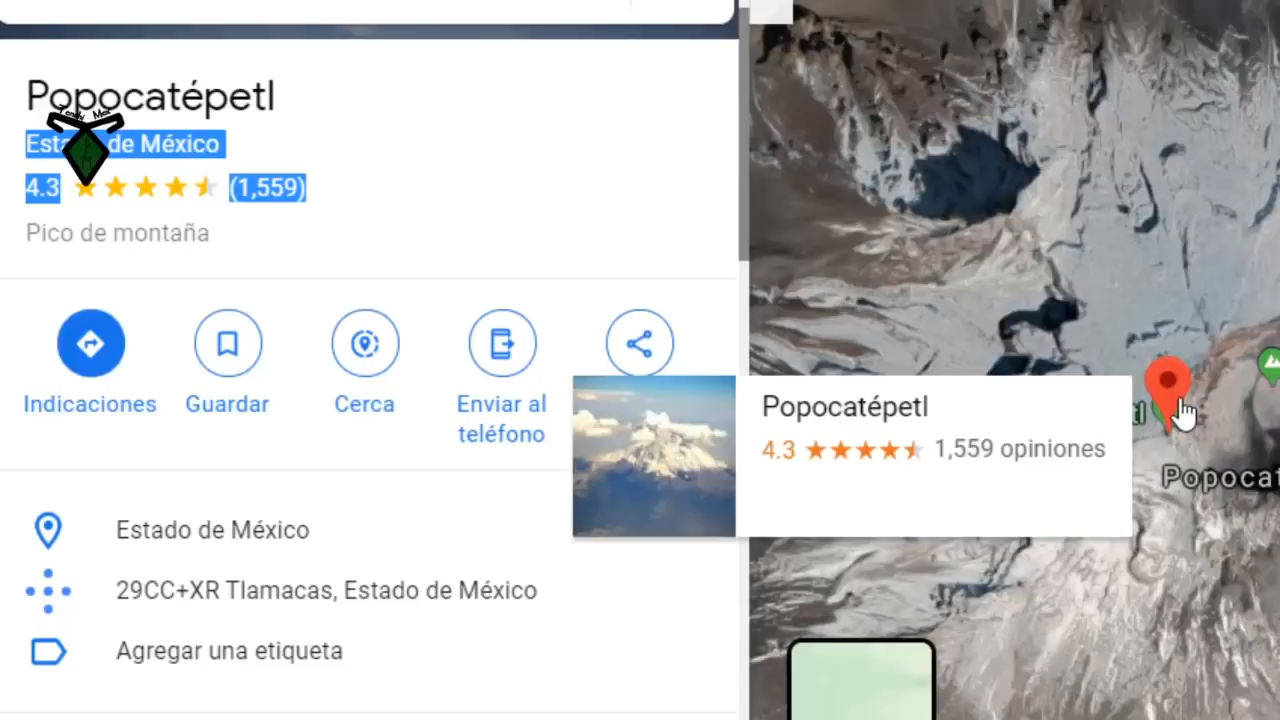 Popocatépetl
Estado de México
4.3 (1,559)
Pico de montaña
Indicaciones
Guardar
Cerca
Enviar al
teléfono
Popocatépetl
4.3 1,559 opiniones
Estado de México
29CC+XR Tlamacas, Estado de México
Agregar una etiqueta